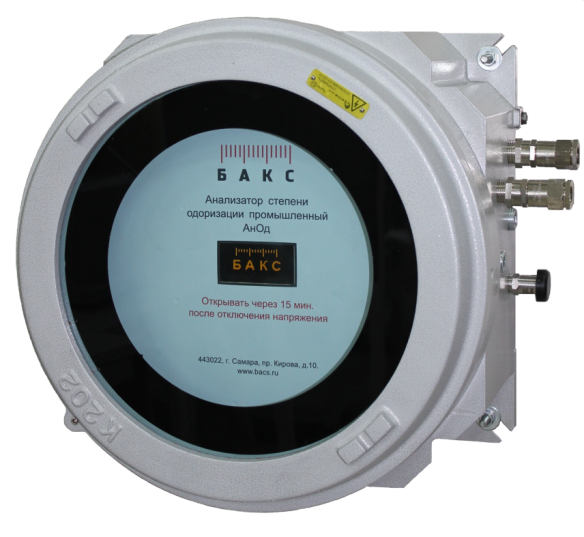 БАКС
Анализатор степени
одоризации промышленный
АнОд
БАКС
Открывать через 15 мин.
после отключения напряжения
443022, г. Самара, пр. Кирова, д.10.
www.bacs.ru
К 202